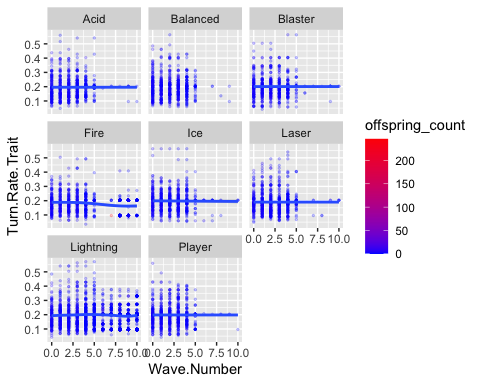 Acid Balanced Blaster
0.5
0.4
0.3
0.2
0.1
Fire Ice Laser
0.5
0.4
0.3
0.2
0.1
0.0 2.5 5.0 7.5 10.0
Lightning Player
0.5
0.4
0.3
0.2
0.1
0.0 2.5 5.0 7.5 10.0 0.0 2.5 5.0 7.5 10.0
Wave.Number
Turn.Rate.Trait
offspring_count
200
150
100
50
0